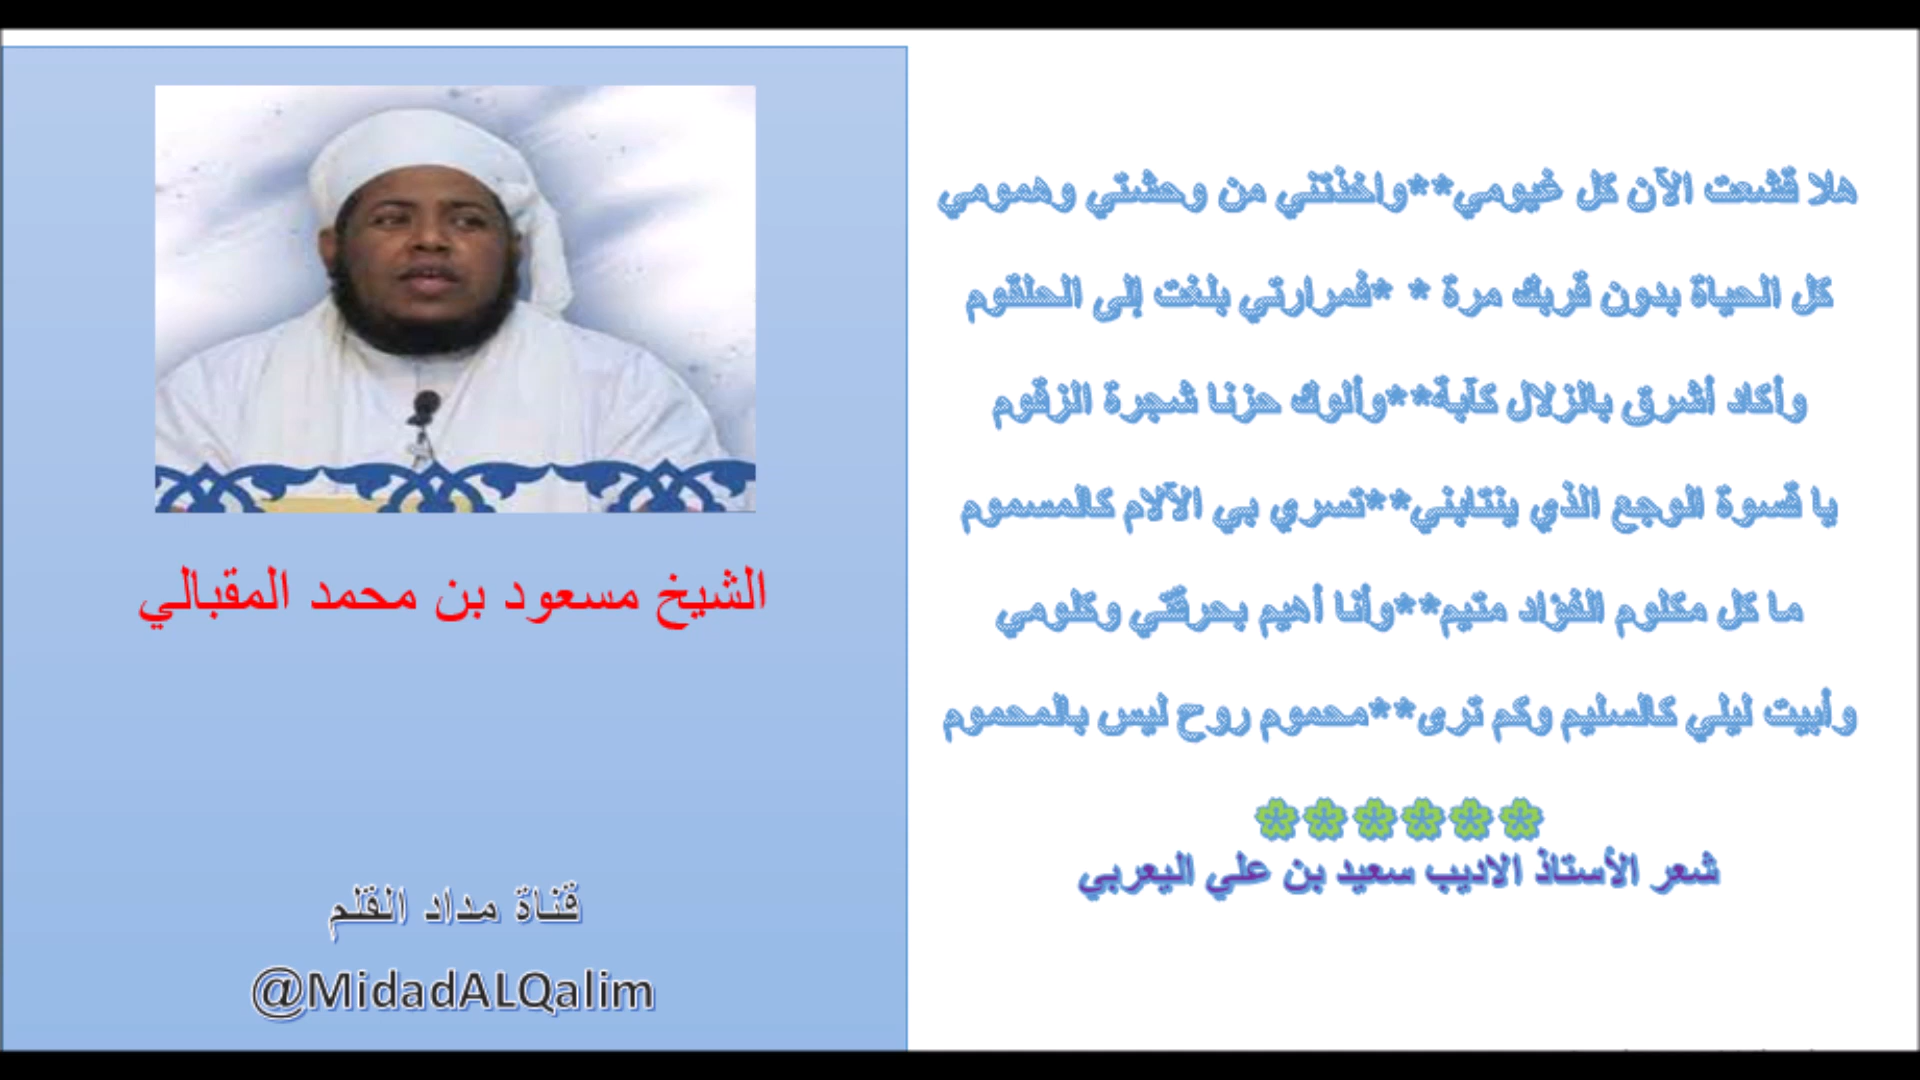 هلا قشعت الآن كل غيومي**واخذتني من وحشتي وهمومي
كل الحياة بدون قربك مرة * *فمرارتي بلغت إلى الحلقوم
وأكاد أشرق بالزلال كآبة**وألوك حزنا شجرة الزقوم
يا قسوة الوجع الذي ينتابني**تسري بي الآلام كالمسموم
ما كل مكلوم الفؤاد متيم**وأنا أهيم بحرقتي وكلومي
وأبيت ليلي كالسليم وكم ترى**محموم روح ليس بالمحموم
شعر الأستاذ الاديب سعيد بن علي اليعربي
الشيخ مسعود بن محمد المقبالي
قناة مداد القلم
@MidadALQalim